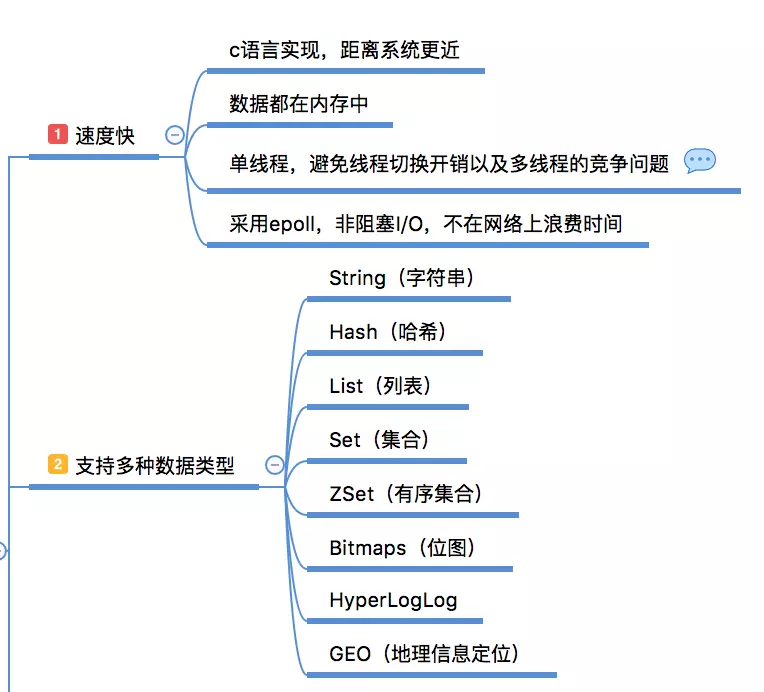 c语言实现，距离系统更近
数据都在内存中
1 速度快
单线程，避免线程切换开销以及多线程的竞争问题
采用epoll，非阻塞I/O，不在网络上浪费时间
String（字符串）
Hash（哈希）
List（列表）
Set（集合）
2 支持多种数据类型
ZSet（有序集合）
Bitmaps（位图）
HyperLogLog
GEO（地理信息定位）